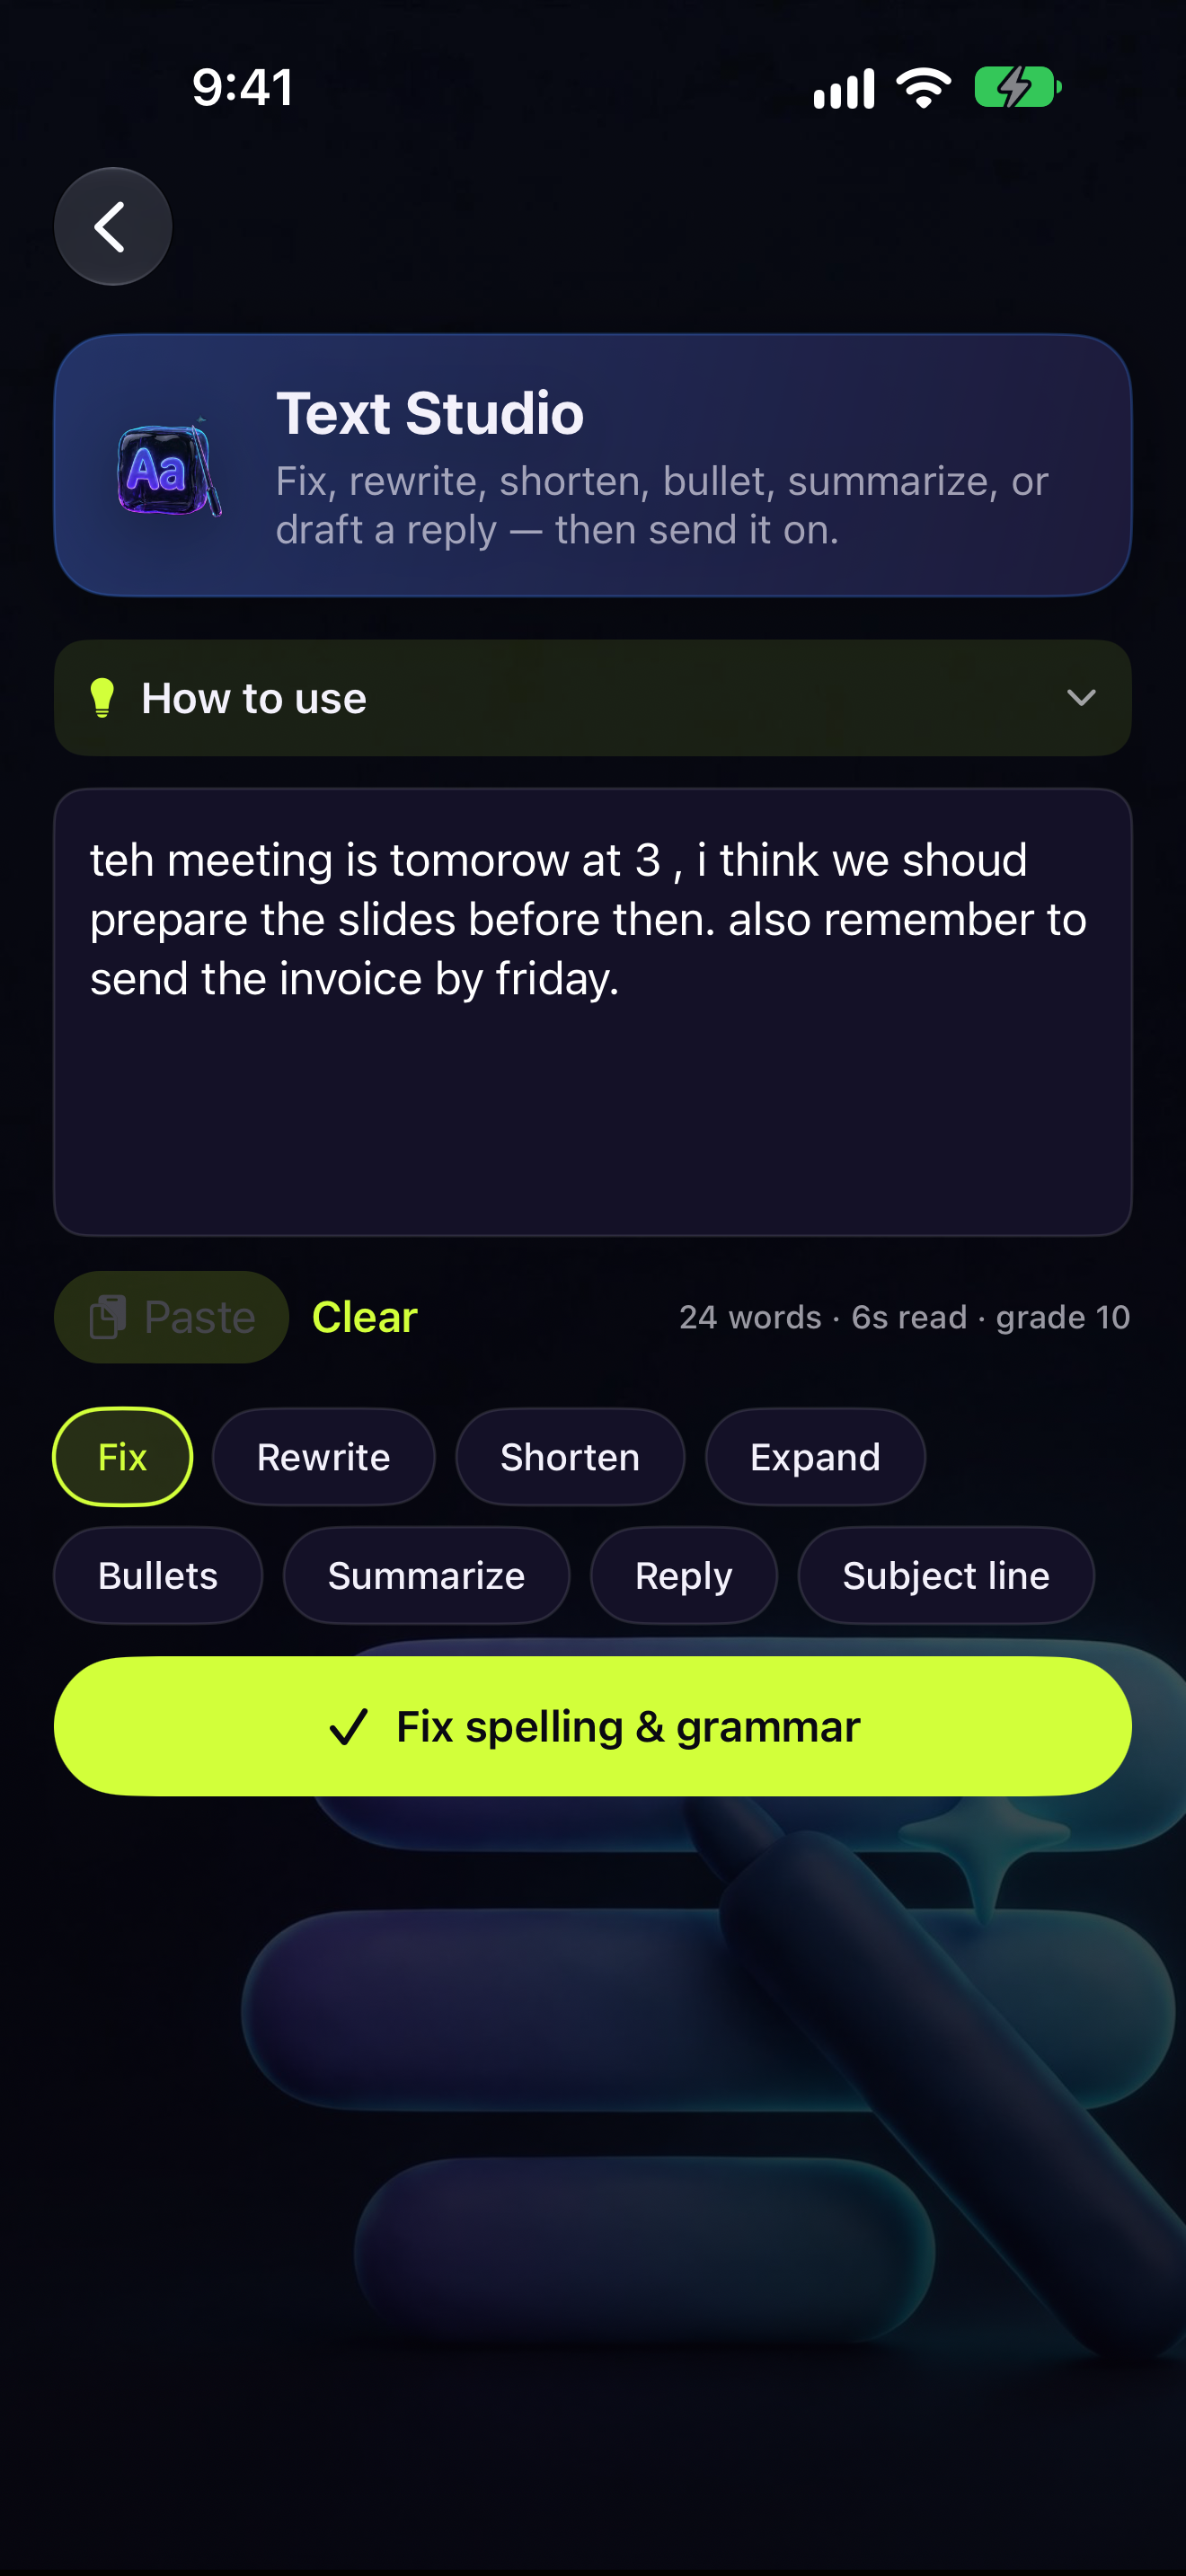 9:41
Text Studio
Aa
Fix, rewrite, shorten, bullet, summarize, or
draft a reply — then send it on.
How to use
teh meeting is tomorow at 3 , i think we shoud
prepare the slides before then. also remember to
send the invoice by friday.
Paste Clear 24 words · 6s read · grade 10
Fix Rewrite Shorten Expand
Bullets Summarize Reply Subject line
Fix spelling & grammar